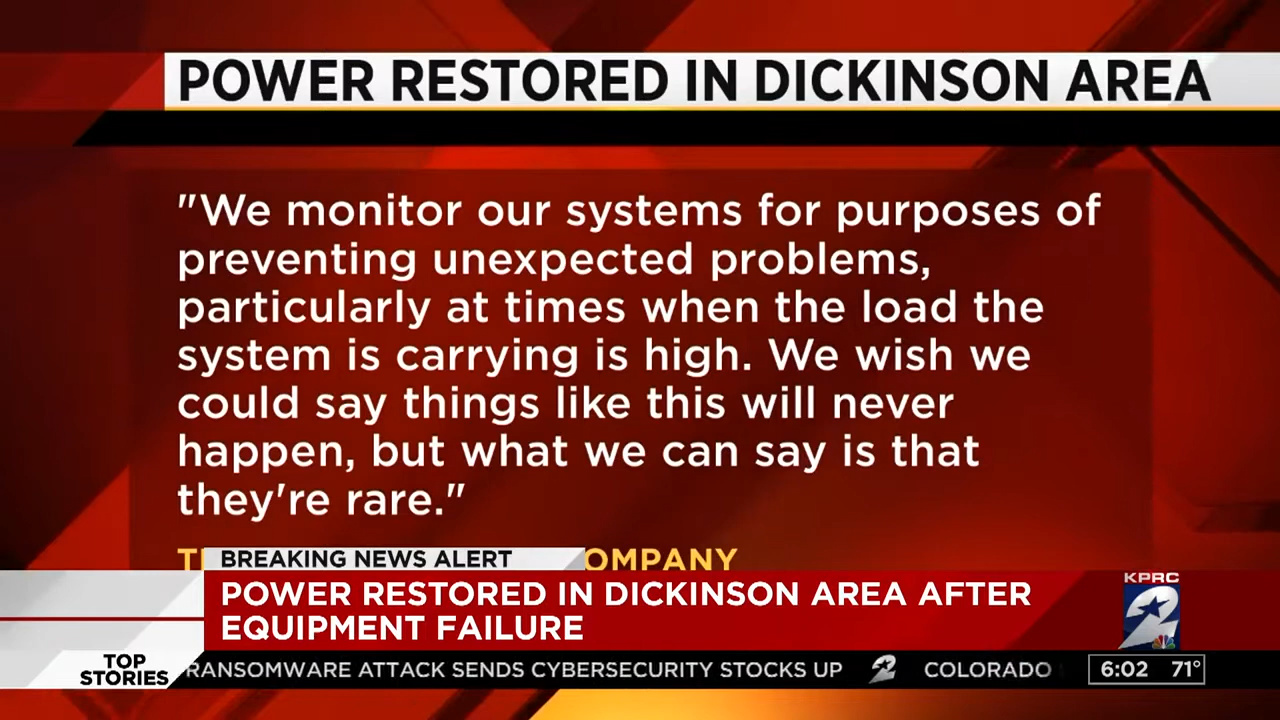 POWER RESTORED IN DICKINSON AREA
"We monitor our systems for purposes of
preventing unexpected problems,
particularly at times when the load the
system is carrying is high. We wish we
could say things like this will never
happen, but what we can say is that
they're rare."
BREAKING NEWS ALERT
POWER RESTORED IN DICKINSON AREA AFTER
EQUIPMENT FAILURE
KPRC
2
TOP
STORIES
RANSOMWARE ATTACK SENDS CYBERSECURITY STOCKS UP 2 COLORADO
6:02 71°